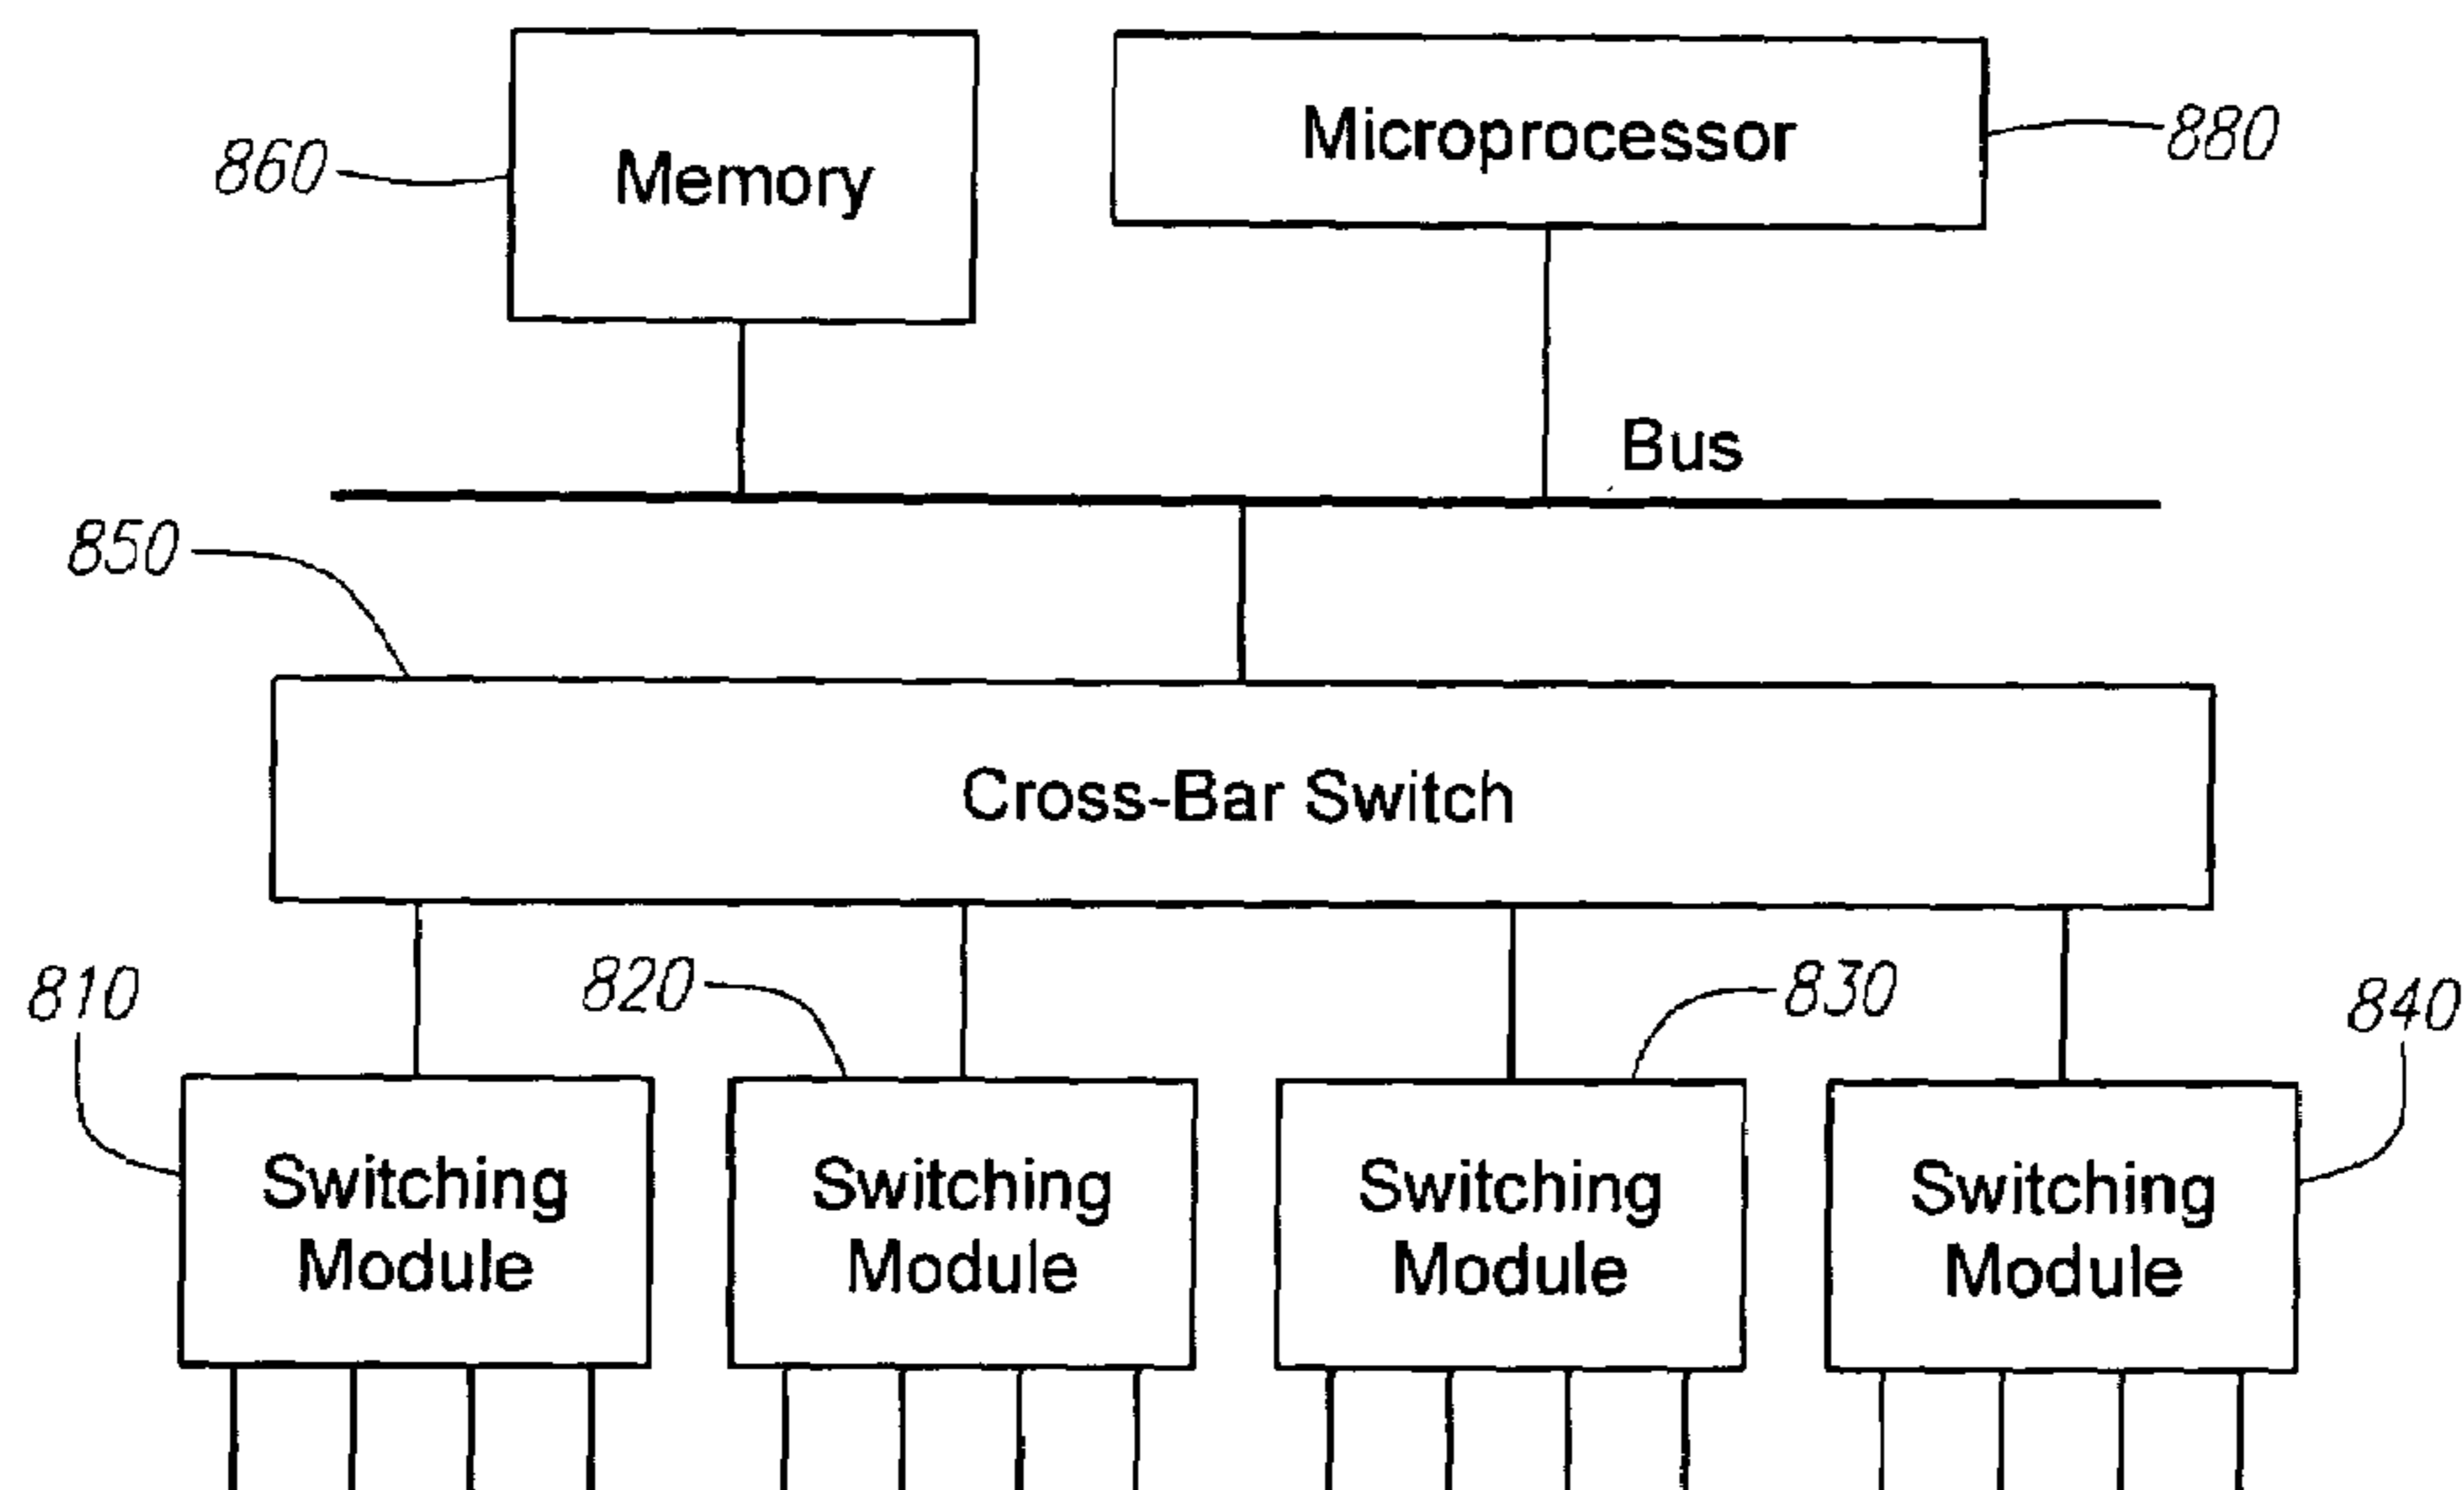 Memory
Microprocessor
860
880
Bus
850
Cross-Bar Switch
810
820
830
840
Switching
Module
Switching
Module
Switching
Module
Switching
Module